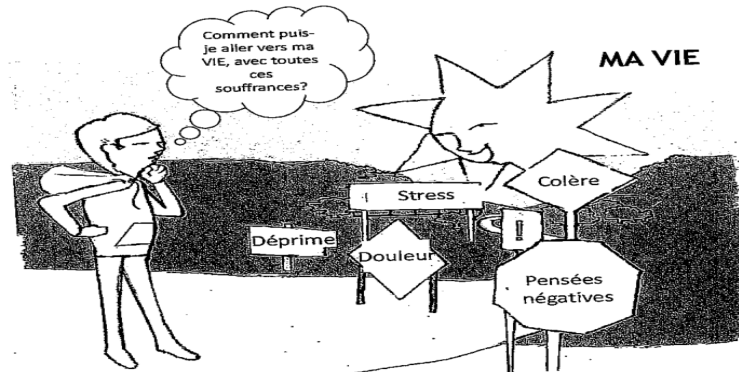 Comment puis-
je aller vers ma
VIE, avec toutes
ces
souffrances?
MA VIE
Stress
Colère
!
Déprime
Douleur
Pensées
négatives